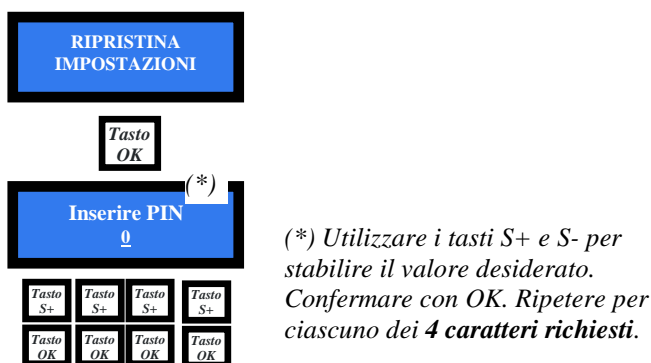 RIPRISTINA
IMPOSTAZIONI
Tasto
OK
(*)
Inserire PIN
0
(*) Utilizzare i tasti S+ e S- per
stabilire il valore desiderato.
Confermare con OK. Ripetere per
ciascuno dei 4 caratteri richiesti.
Tasto Tasto Tasto Tasto
S+ S+ S+ S+
Tasto Tasto Tasto Tasto
OK OK OK OK